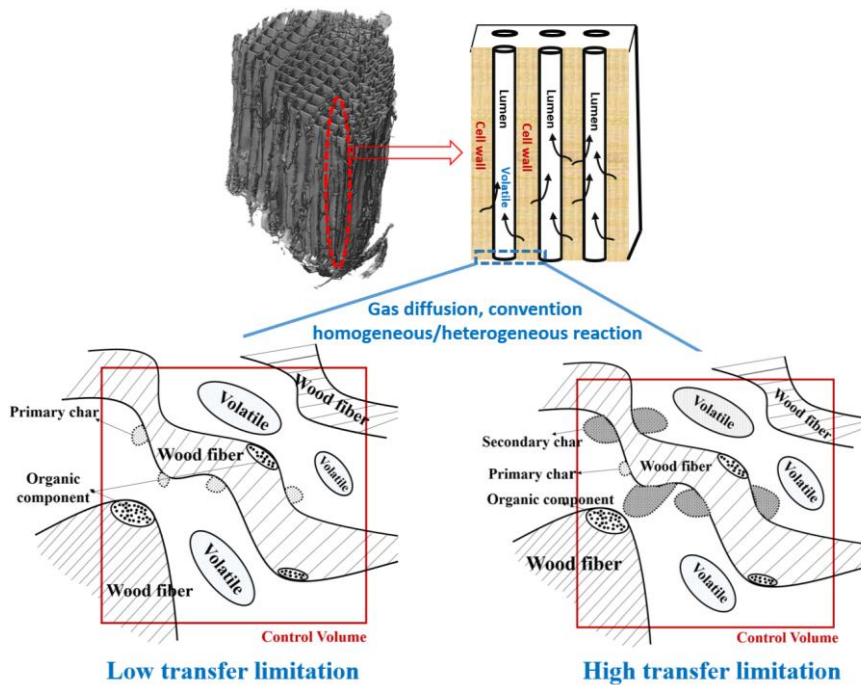 Lumen
Lumen
Lumen
Cell wall
Volatile
Cell wall
Gas diffusion, convention
homogeneous/heterogeneous reaction
Primary char
Organic
component
Wood fiber
Volatile
Wood fiber
Volatile
Volatile
Wood fiber
Control Volume
Low transfer limitation
Secondary char
Primary char
Organic component
Wood fiber
Volatile
Wood fiber
Volatile
Volatile
Wood fiber
Control Volume
High transfer limitation